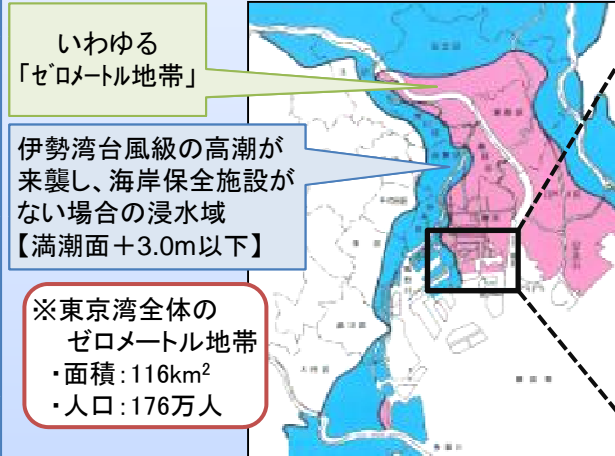 いわゆる
「ゼロメートル地帯」
伊勢湾台風級の高潮が
来襲し、海岸保全施設が
ない場合の浸水域
【満潮面＋3.0m以下】
※東京湾全体の
ゼロメートル地帯
・面積：116km²
・人口：176万人